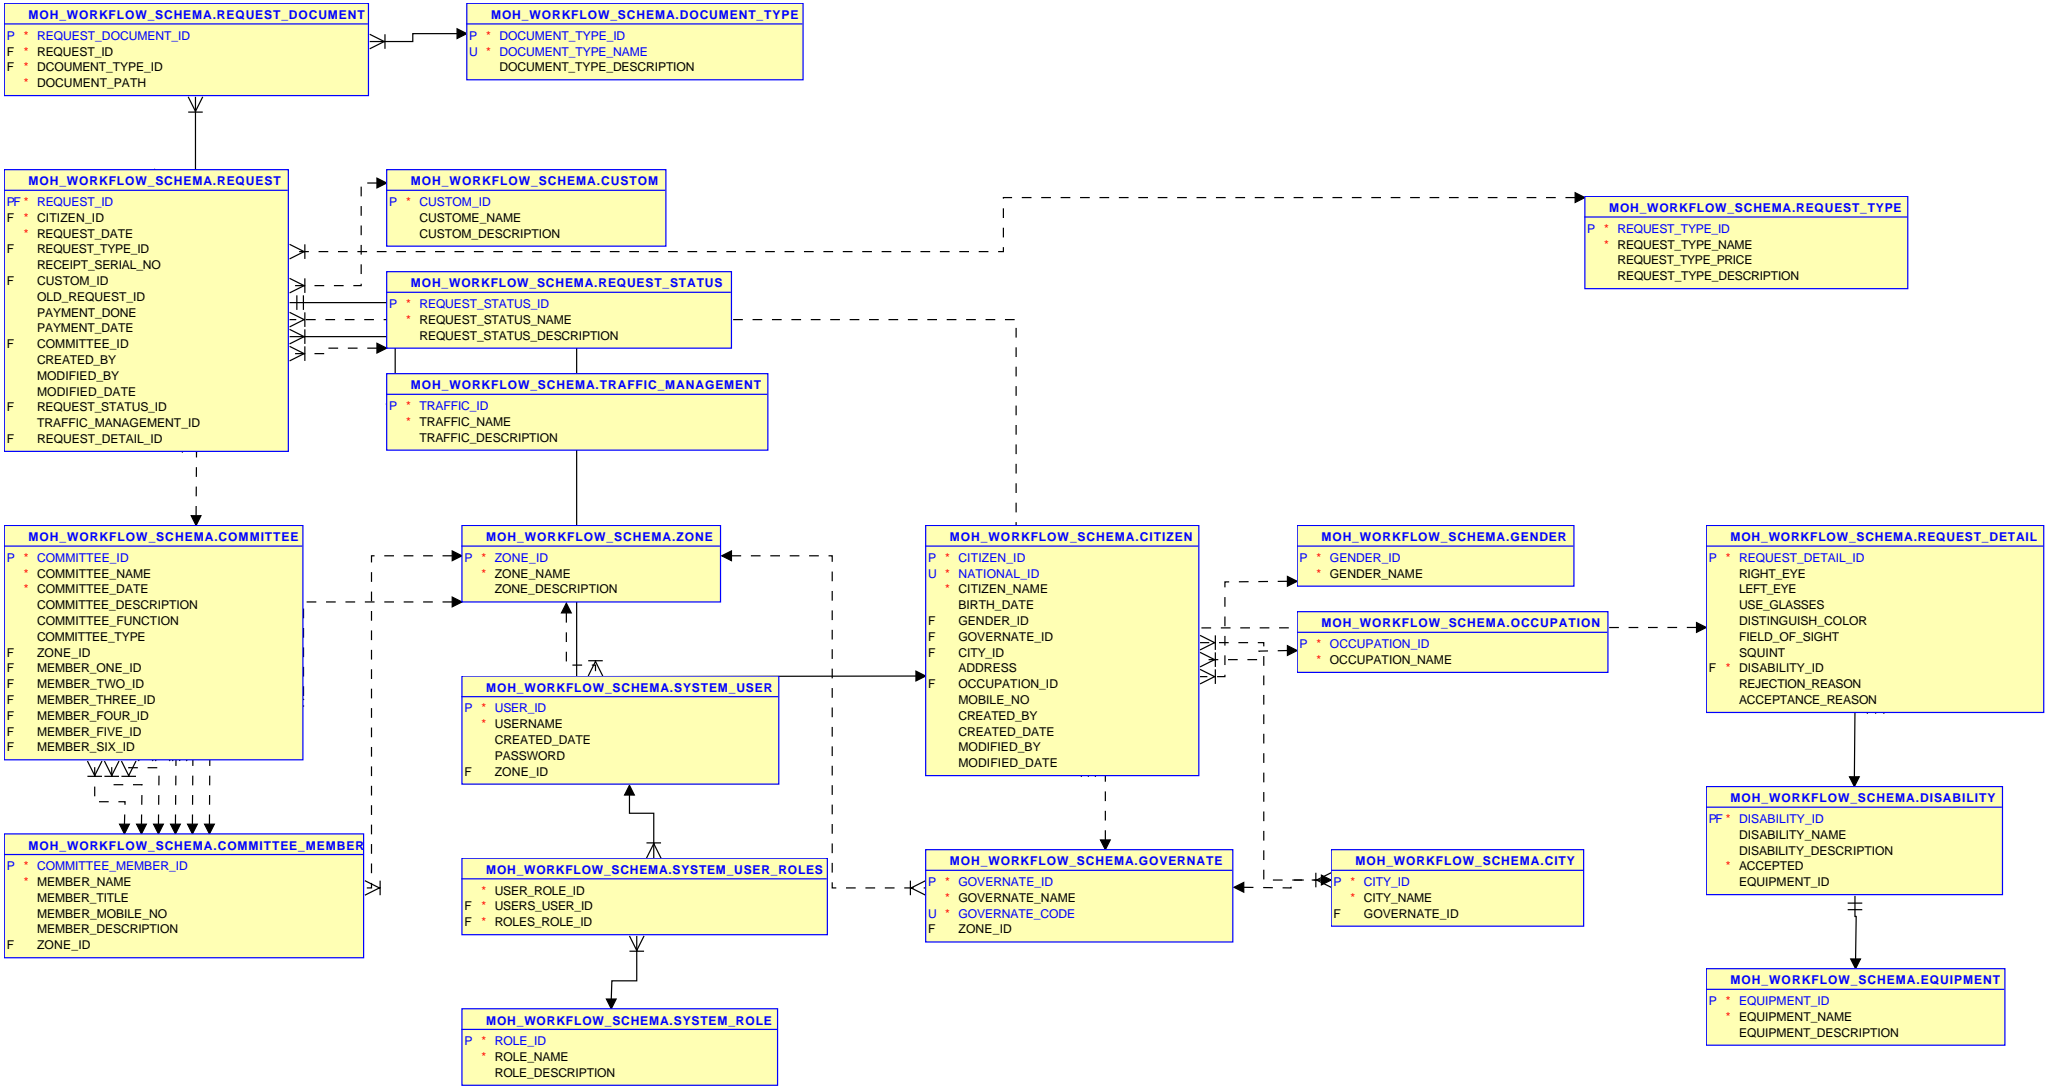 MOH_WORKFLOW_SCHEMA.REQUEST_DOCUMENT
P * REQUEST_DOCUMENT_ID
F * REQUEST_ID
F * DCOUMENT_TYPE_ID
* DOCUMENT_PATH
MOH_WORKFLOW_SCHEMA.DOCUMENT_TYPE
P * DOCUMENT_TYPE_ID
U * DOCUMENT_TYPE_NAME
DOCUMENT_TYPE_DESCRIPTION
MOH_WORKFLOW_SCHEMA.REQUEST
PF * REQUEST_ID
F * CITIZEN_ID
* REQUEST_DATE
F REQUEST_TYPE_ID
RECEIPT_SERIAL_NO
F CUSTOM_ID
OLD_REQUEST_ID
PAYMENT_DONE
PAYMENT_DATE
F COMMITTEE_ID
CREATED_BY
MODIFIED_BY
MODIFIED_DATE
F REQUEST_STATUS_ID
TRAFFIC_MANAGEMENT_ID
F REQUEST_DETAIL_ID
MOH_WORKFLOW_SCHEMA.CUSTOM
P * CUSTOM_ID
CUSTOME_NAME
CUSTOM_DESCRIPTION
MOH_WORKFLOW_SCHEMA.REQUEST_TYPE
P * REQUEST_TYPE_ID
* REQUEST_TYPE_NAME
REQUEST_TYPE_PRICE
REQUEST_TYPE_DESCRIPTION
MOH_WORKFLOW_SCHEMA.REQUEST_STATUS
P * REQUEST_STATUS_ID
* REQUEST_STATUS_NAME
REQUEST_STATUS_DESCRIPTION
MOH_WORKFLOW_SCHEMA.TRAFFIC_MANAGEMENT
P * TRAFFIC_ID
* TRAFFIC_NAME
TRAFFIC_DESCRIPTION
MOH_WORKFLOW_SCHEMA.COMMITTEE
P * COMMITTEE_ID
* COMMITTEE_NAME
* COMMITTEE_DATE
COMMITTEE_DESCRIPTION
COMMITTEE_FUNCTION
COMMITTEE_TYPE
F ZONE_ID
F MEMBER_ONE_ID
F MEMBER_TWO_ID
F MEMBER_THREE_ID
F MEMBER_FOUR_ID
F MEMBER_FIVE_ID
F MEMBER_SIX_ID
MOH_WORKFLOW_SCHEMA.ZONE
P * ZONE_ID
* ZONE_NAME
ZONE_DESCRIPTION
MOH_WORKFLOW_SCHEMA.CITIZEN
P * CITIZEN_ID
U * NATIONAL_ID
* CITIZEN_NAME
BIRTH_DATE
F GENDER_ID
F GOVERNATE_ID
F CITY_ID
ADDRESS
F OCCUPATION_ID
MOBILE_NO
CREATED_BY
CREATED_DATE
MODIFIED_BY
MODIFIED_DATE
MOH_WORKFLOW_SCHEMA.GENDER
P * GENDER_ID
* GENDER_NAME
MOH_WORKFLOW_SCHEMA.OCCUPATION
P * OCCUPATION_ID
* OCCUPATION_NAME
MOH_WORKFLOW_SCHEMA.REQUEST_DETAIL
P * REQUEST_DETAIL_ID
RIGHT_EYE
LEFT_EYE
USE_GLASSES
DISTINGUISH_COLOR
FIELD_OF_SIGHT
SQUINT
F * DISABILITY_ID
REJECTION_REASON
ACCEPTANCE_REASON
MOH_WORKFLOW_SCHEMA.SYSTEM_USER
P * USER_ID
* USERNAME
CREATED_DATE
PASSWORD
F ZONE_ID
MOH_WORKFLOW_SCHEMA.DISABILITY
PF * DISABILITY_ID
DISABILITY_NAME
DISABILITY_DESCRIPTION
* ACCEPTED
EQUIPMENT_ID
MOH_WORKFLOW_SCHEMA.COMMITTEE_MEMBER
P * COMMITTEE_MEMBER_ID
* MEMBER_NAME
MEMBER_TITLE
MEMBER_MOBILE_NO
MEMBER_DESCRIPTION
F ZONE_ID
MOH_WORKFLOW_SCHEMA.SYSTEM_USER_ROLES
* USER_ROLE_ID
F * USERS_USER_ID
F * ROLES_ROLE_ID
MOH_WORKFLOW_SCHEMA.GOVERNATE
P * GOVERNATE_ID
* GOVERNATE_NAME
U * GOVERNATE_CODE
F ZONE_ID
MOH_WORKFLOW_SCHEMA.CITY
P * CITY_ID
* CITY_NAME
F GOVERNATE_ID
MOH_WORKFLOW_SCHEMA.EQUIPMENT
P * EQUIPMENT_ID
* EQUIPMENT_NAME
EQUIPMENT_DESCRIPTION
MOH_WORKFLOW_SCHEMA.SYSTEM_ROLE
P * ROLE_ID
* ROLE_NAME
ROLE_DESCRIPTION